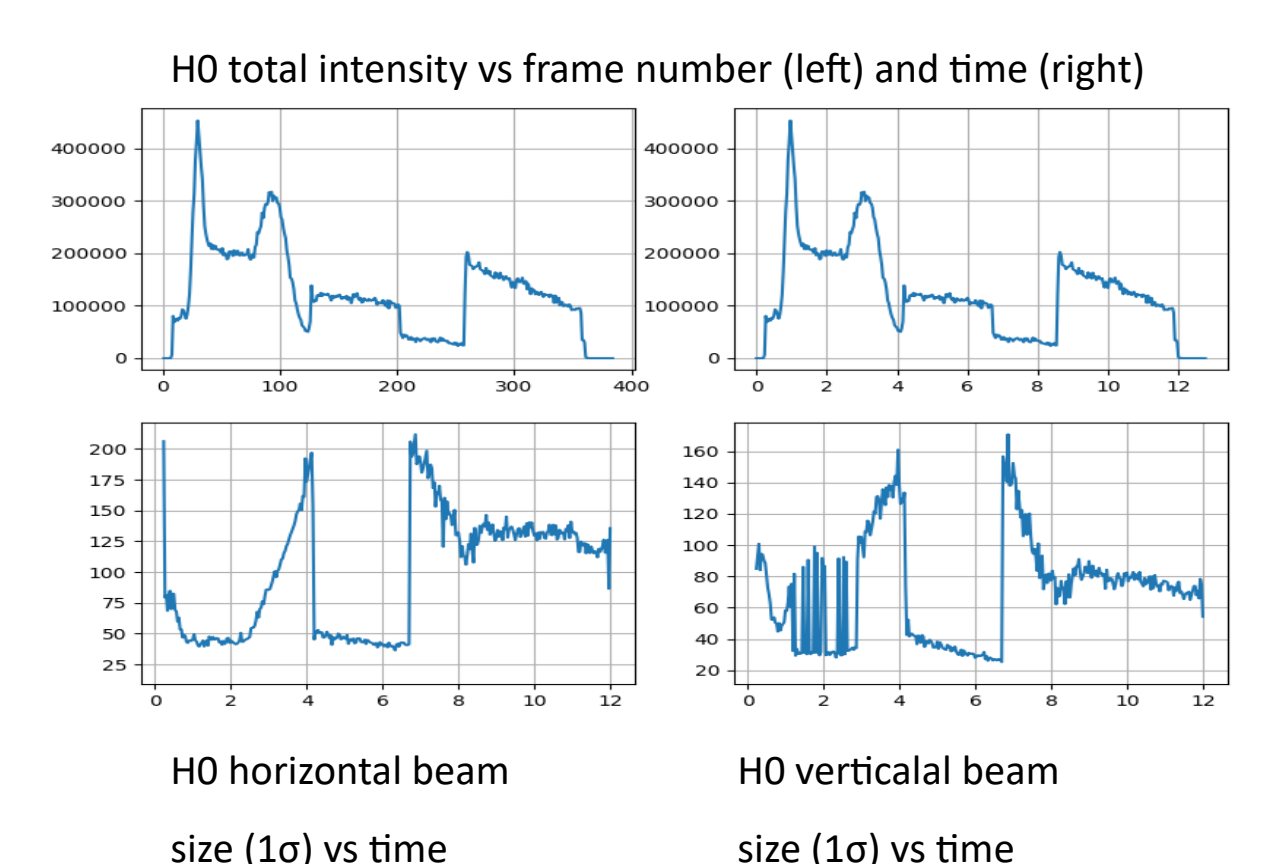 H0 total intensity vs frame number (left) and time (right)
400000
300000
200000
100000
0
0 100 200 300 400
400000
300000
200000
100000
0
0 2 4 6 8 10 12
200
175
150
125
100
75
50
25
0 2 4 6 8 10 12
160
140
120
100
80
60
40
20
0 2 4 6 8 10 12
H0 horizontal beam
size (1σ) vs time
H0 verticalal beam
size (1σ) vs time